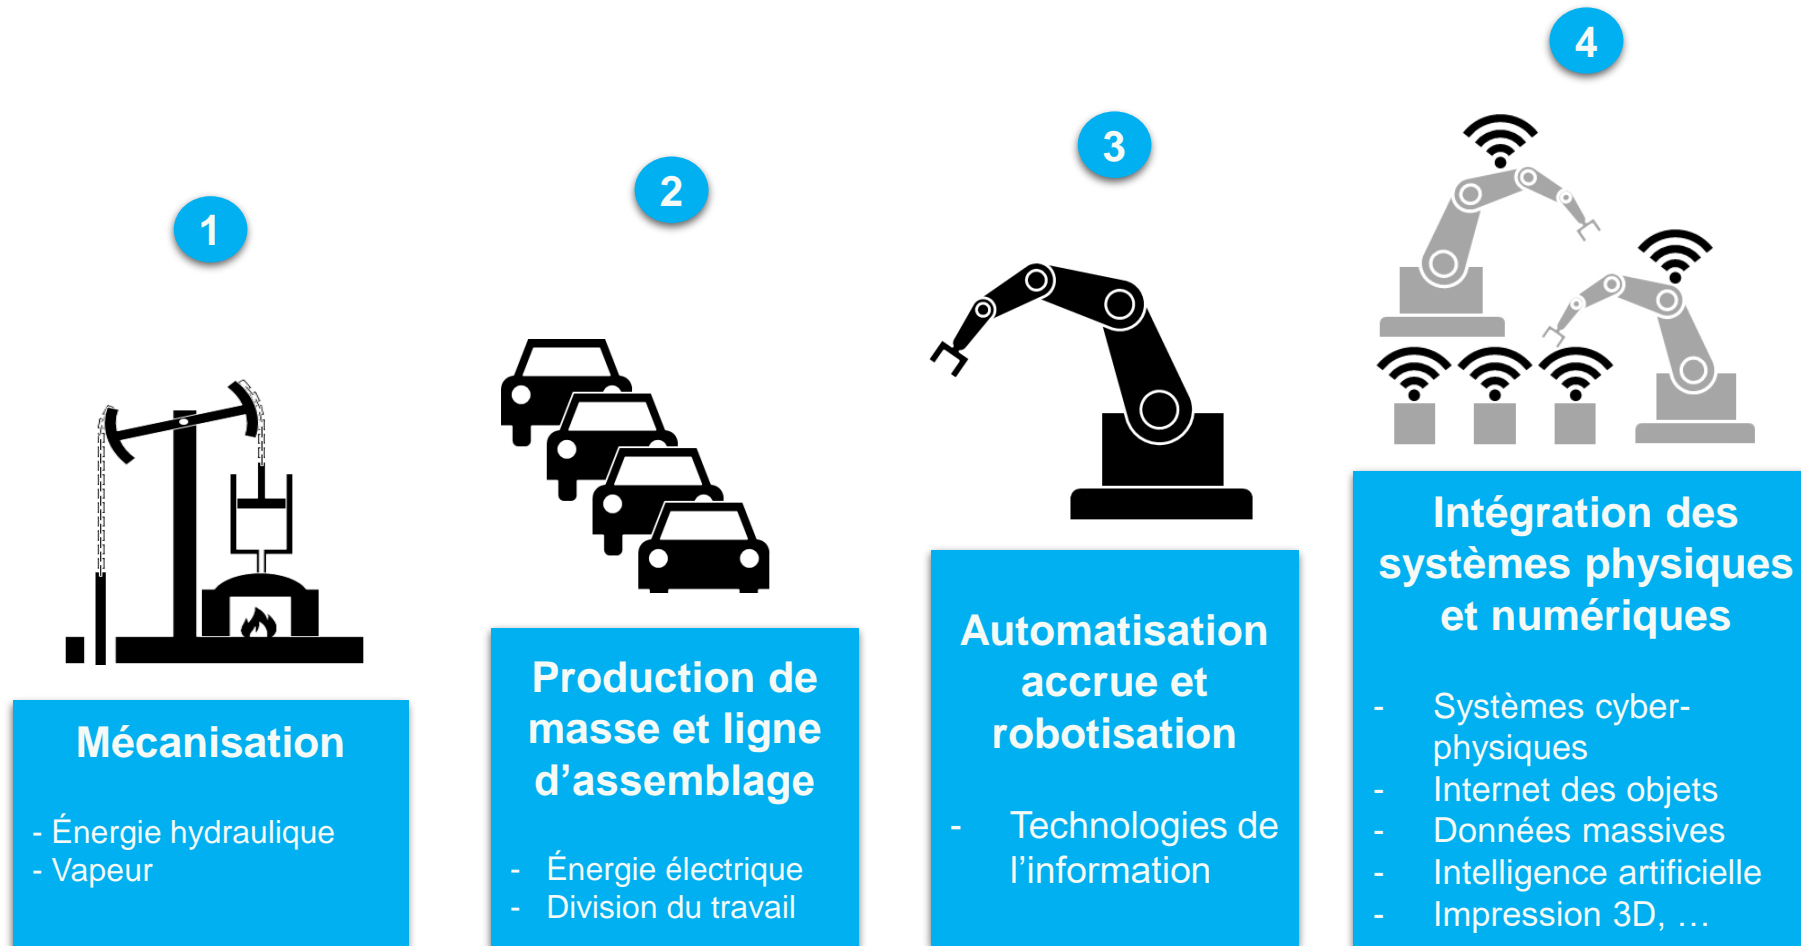 1
Mécanisation
- Énergie hydraulique
- Vapeur
2
Production de
masse et ligne
d’assemblage
- Énergie électrique
- Division du travail
3
Automatisation
accrue et
robotisation
- Technologies de
l’information
4
Intégration des
systèmes physiques
et numériques
- Systèmes cyber-
physiques
- Internet des objets
- Données massives
- Intelligence artificielle
- Impression 3D, …